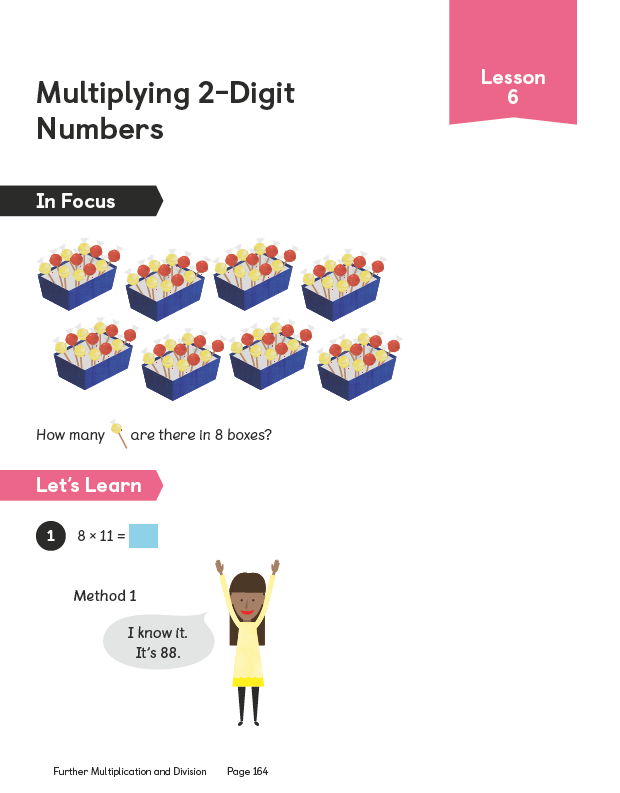 Lesson
6
Multiplying 2–Digit
Numbers
In Focus
How many are there in 8 boxes?
Let's Learn
1 8 × 11 =
Method 1
I know it.
It's 88.
Further Multiplication and Division Page 164